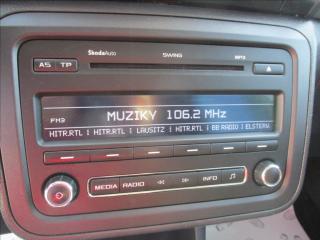 SkodaAuto SWING MP3
AS TP
FM3 MUZIKY 106.2 MHz
HITR.RTL HITR.RTL LAUSITZ HITR.RTL BB RADIO ELSTERW.
MEDIA RADIO INFO